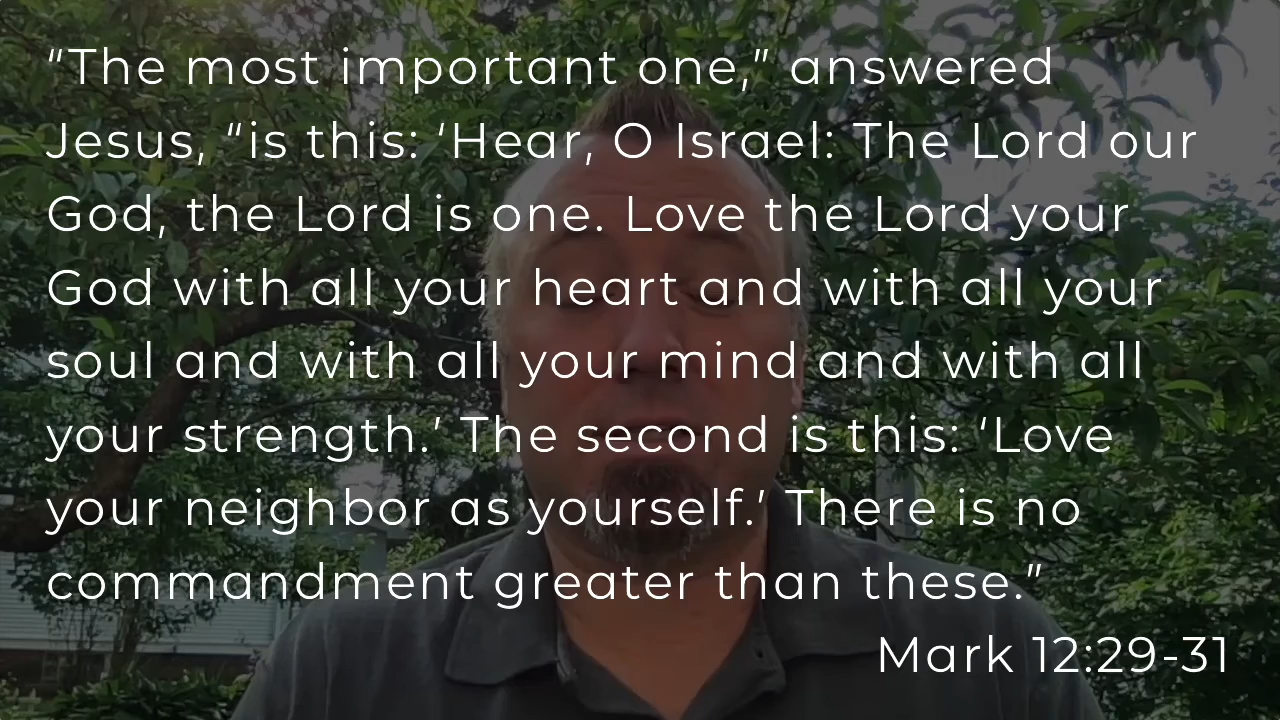 “The most important one,” answered
Jesus, “is this: ‘Hear, O Israel: The Lord our
God, the Lord is one. Love the Lord your
God with all your heart and with all your
soul and with all your mind and with all
your strength.’ The second is this: ‘Love
your neighbor as yourself.’ There is no
commandment greater than these.”
Mark 12:29-31